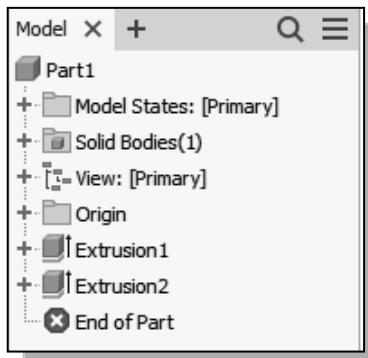 Model
Part1
Model States: [Primary]
Solid Bodies(1)
View: [Primary]
Origin
Extrusion1
Extrusion2
End of Part